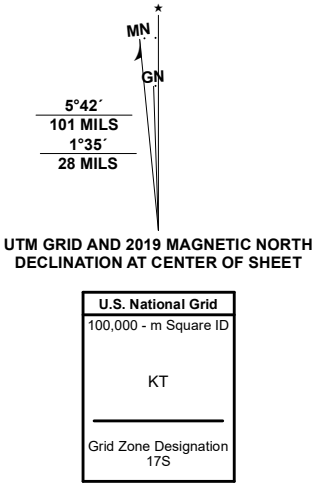 ★
MN
GN
5°42´
101 MILS
1°35´
28 MILS
UTM GRID AND 2019 MAGNETIC NORTH
DECLINATION AT CENTER OF SHEET
U.S. National Grid
100,000 - m Square ID
KT
Grid Zone Designation
17S